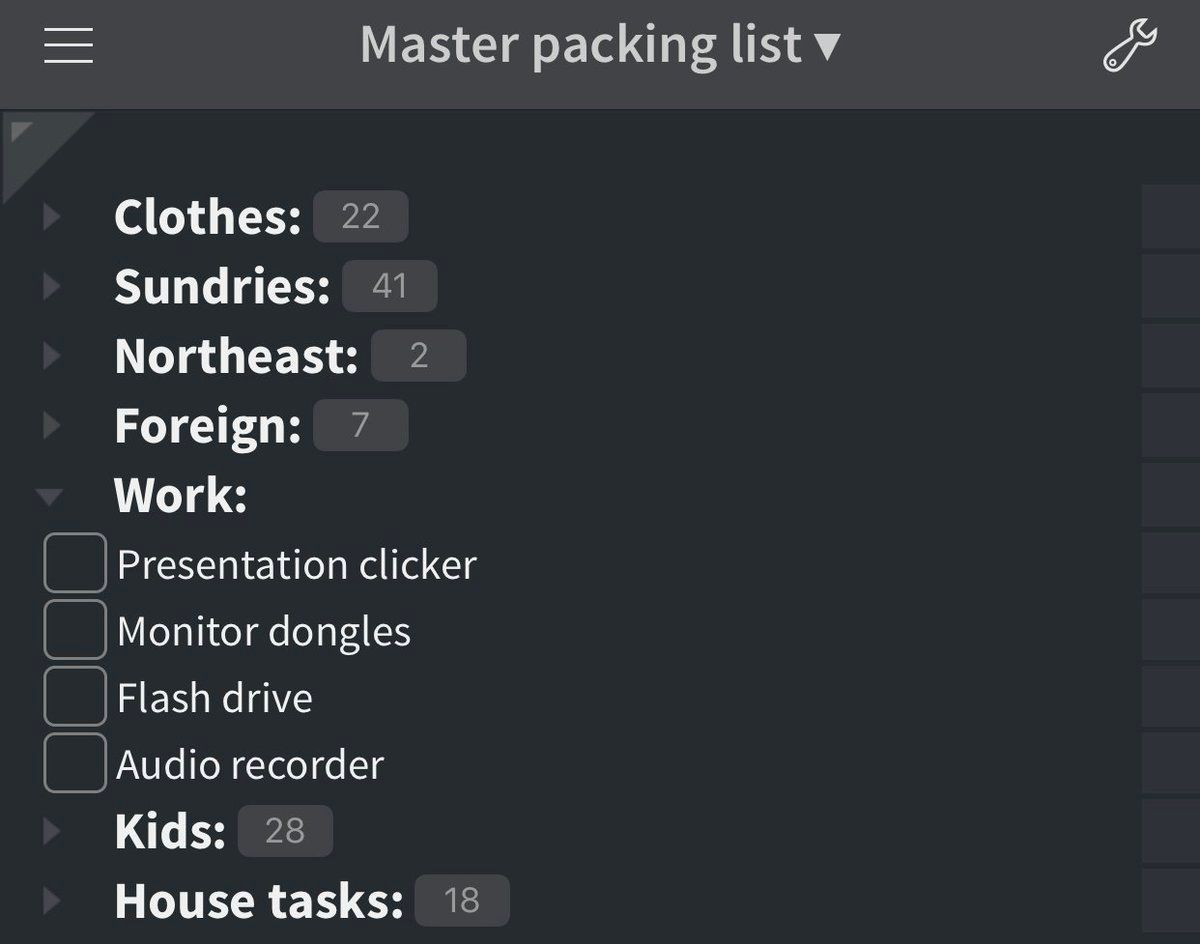 Master packing list ▼
Clothes: 22
Sundries: 41
Northeast: 2
Foreign: 7
Work:
Presentation clicker
Monitor dongles
Flash drive
Audio recorder
Kids: 28
House tasks: 18